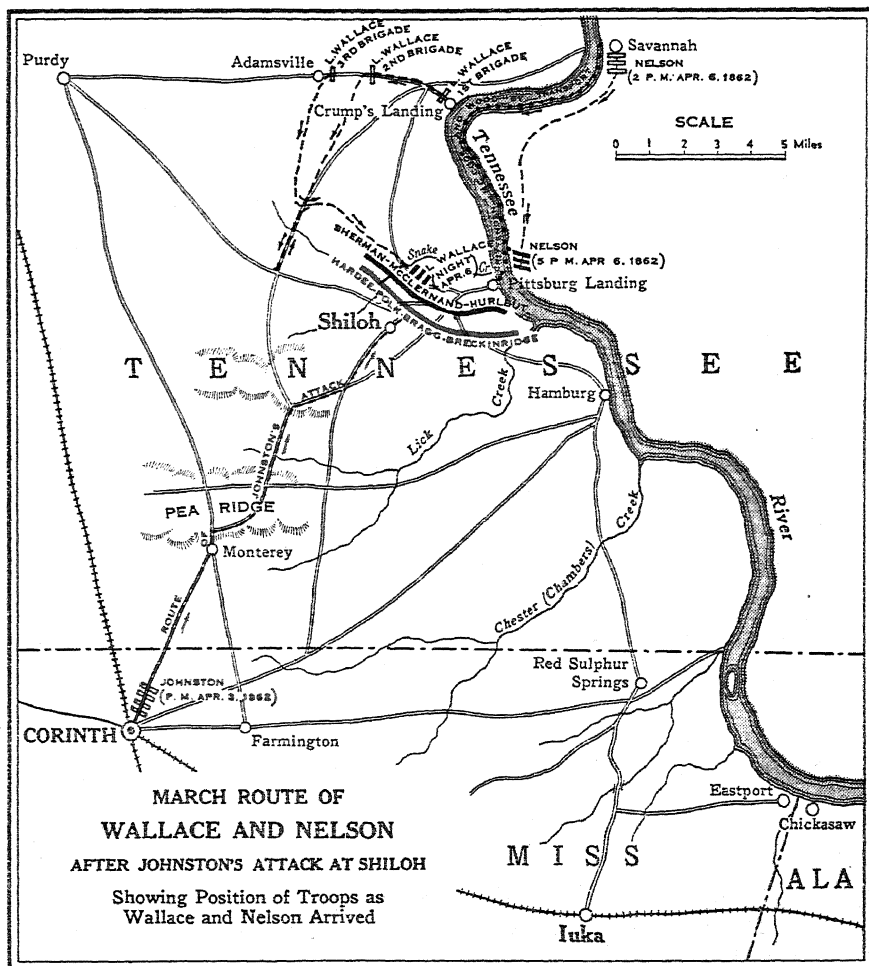 Purdy
Adamsville
L. WALLACE
3RD BRIGADE
L. WALLACE
2ND BRIGADE
L. WALLACE
1ST BRIGADE
Crump's Landing
Savannah
NELSON
(2 P. M. APR. 6, 1862)
SCALE
0 1 2 3 4 5 Miles
Tennessee
Snake
Cr.
WALLACE
NIGHT
APR. 6
NELSON
(5 P M. APR 6. 1862)
Pittsburg Landing
SHERMAN-McCLERNAND-HURLBUT
HARDEE-POLK-BRAGG-BRECKINRIDGE
Shiloh
TENNESSEE
ATTACK
Hamburg
Lick
Creek
JOHNSTON'S
PEA RIDGE
OF
Monterey
River
Creek
Chester (Chambers)
ROUTE
JOHNSTON
(P. M. APR. 3, 1862)
Red Sulphur
Springs
CORINTH
Farmington
Eastport
Chickasaw
MISS
ALA
Iuka
MARCH ROUTE OF
WALLACE AND NELSON
AFTER JOHNSTON'S ATTACK AT SHILOH
Showing Position of Troops as
Wallace and Nelson Arrived